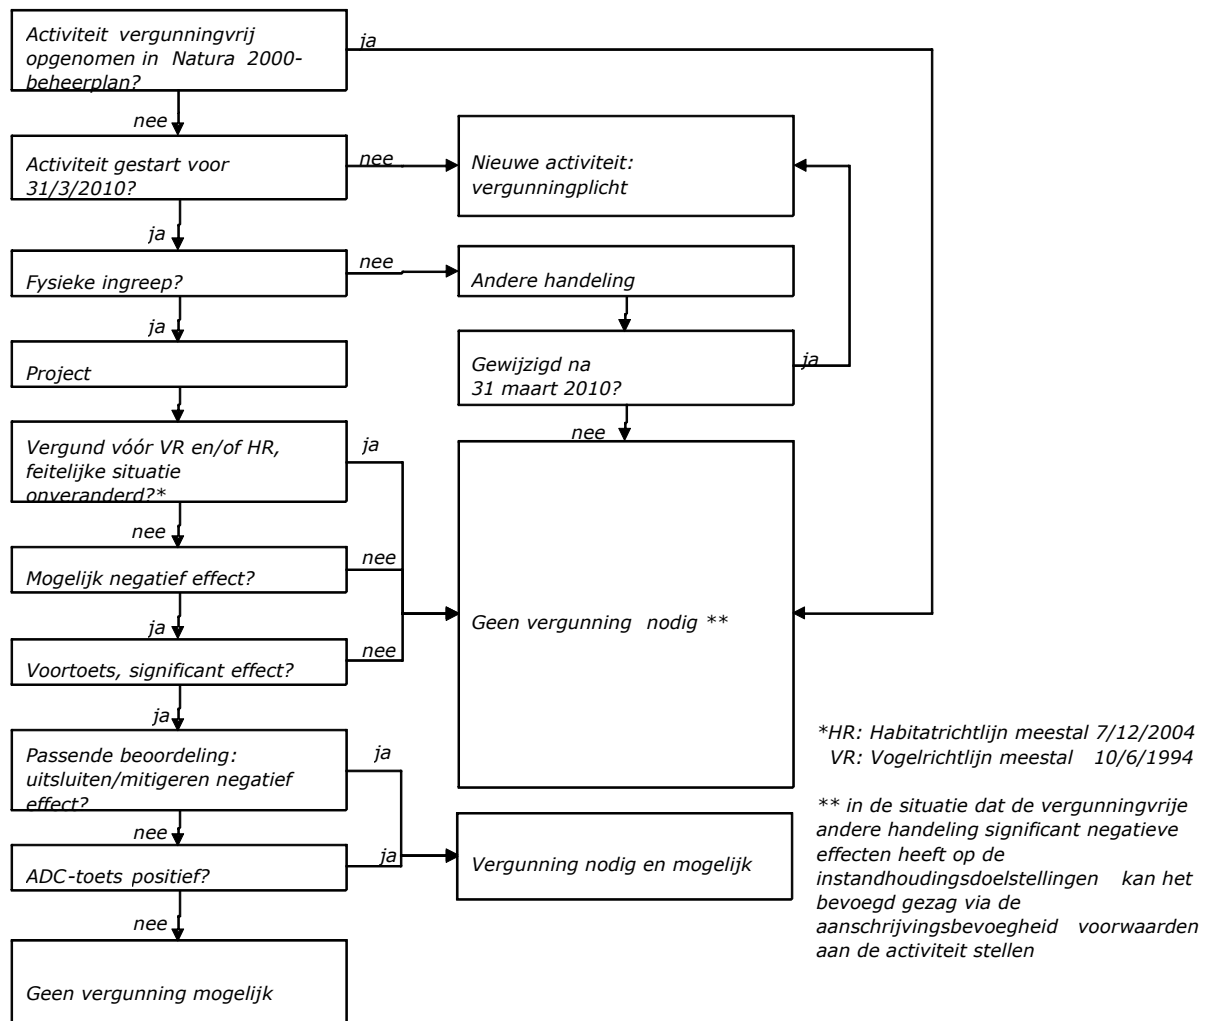 Activiteit vergunningvrij
opgenomen in Natura 2000-
beheerplan?
ja
nee
Activiteit gestart voor
31/3/2010?
nee
Nieuwe activiteit:
vergunningplicht
ja
Fysieke ingreep?
nee
Andere handeling
ja
Project
Gewijzigd na
31 maart 2010?
ja
nee
Vergund vóór VR en/of HR,
feitelijke situatie
onveranderd?*
ja
nee
Mogelijk negatief effect?
nee
Geen vergunning nodig **
ja
Voortoets, significant effect?
nee
ja
Passende beoordeling:
uitsluiten/mitigeren negatief
effect?
ja
nee
ADC-toets positief?
ja
Vergunning nodig en mogelijk
nee
Geen vergunning mogelijk
*HR: Habitatrichtlijn meestal 7/12/2004
VR: Vogelrichtlijn meestal 10/6/1994
** in de situatie dat de vergunningvrije
andere handeling significant negatieve
effecten heeft op de
instandhoudingsdoelstellingen kan het
bevoegd gezag via de
aanschrijvingsbevoegheid voorwaarden
aan de activiteit stellen